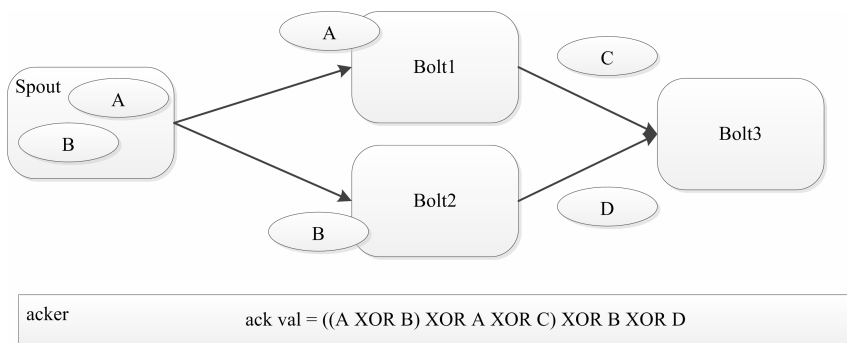 Spout
A
B
A
Bolt1
B
Bolt2
C
D
Bolt3
acker
ack val = ((A XOR B) XOR A XOR C) XOR B XOR D